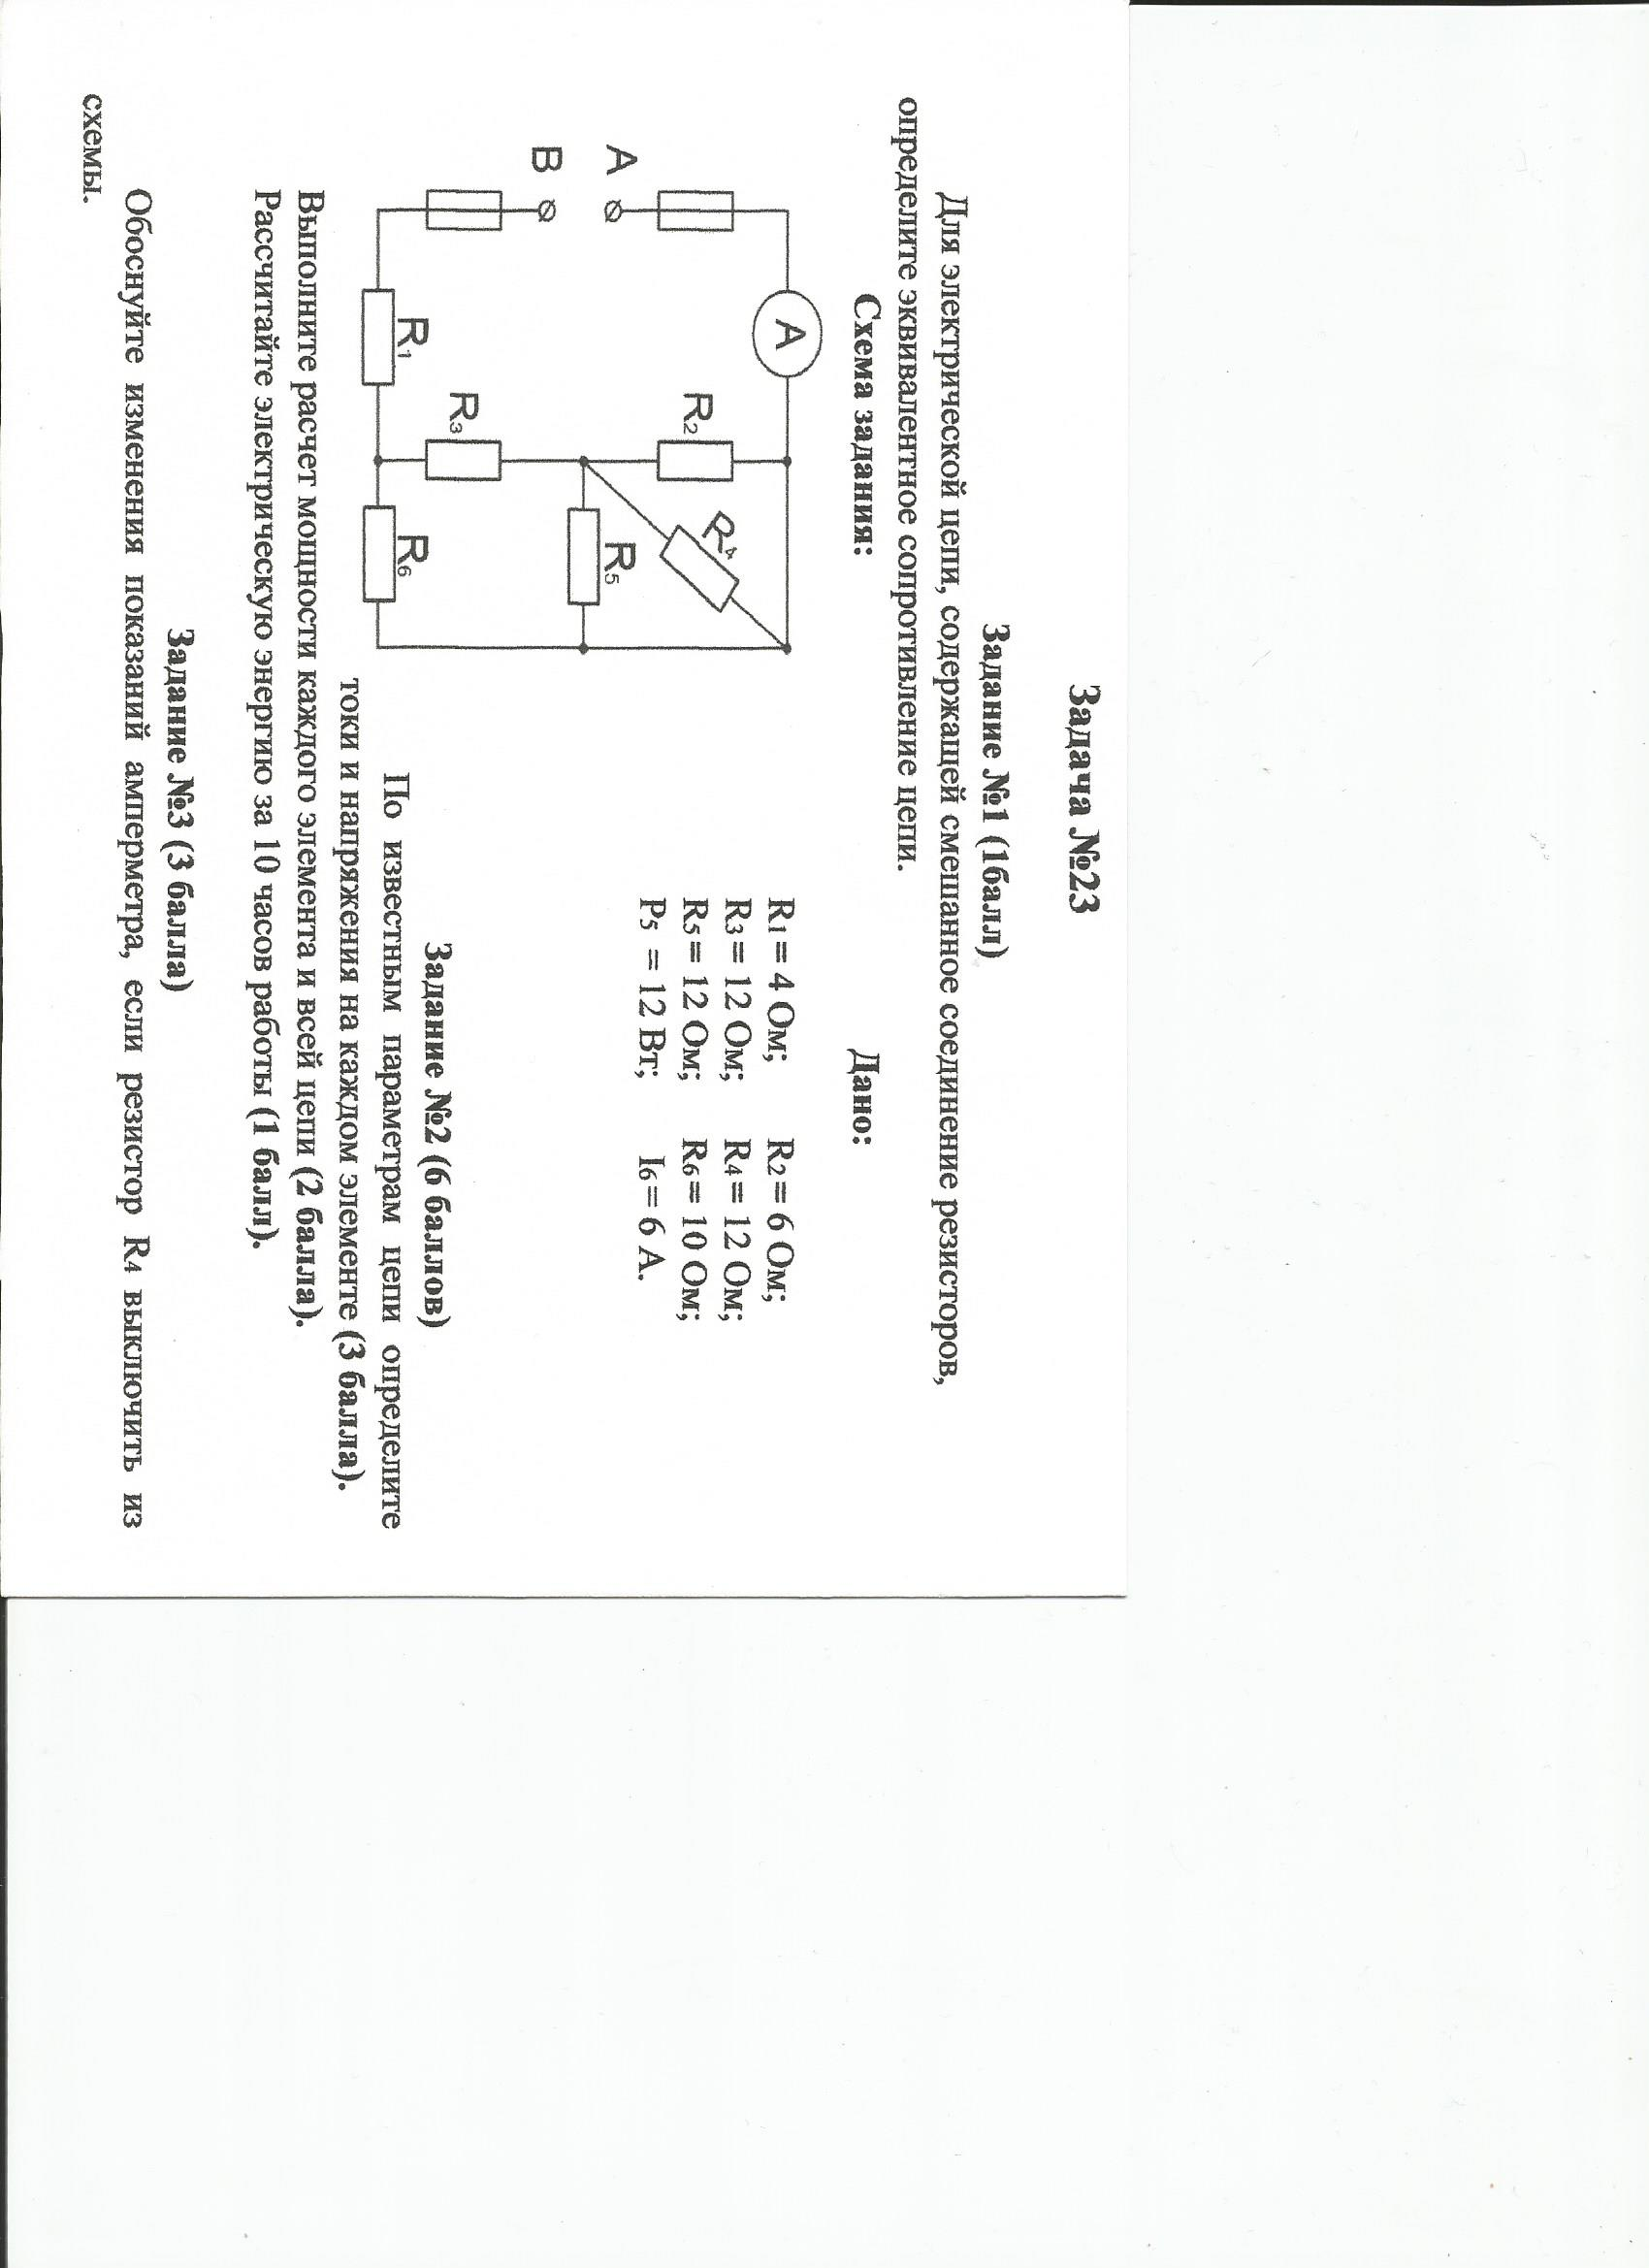 Задача №23
Задание №1 (1балл)
Для электрической цепи, содержащей смешанное соединение резисторов,
определите эквивалентное сопротивление цепи.
Схема задания: Дано:
A
B
A
R1
R2
R3
R4
R5
R6
R1 = 4 Ом; R2 = 6 Ом;
R3 = 12 Ом; R4 = 12 Ом;
R5 = 12 Ом; R6 = 10 Ом;
P5 = 12 Вт; I6 = 6 А.
Задание №2 (6 баллов)
По известным параметрам цепи определите
токи и напряжения на каждом элементе (3 балла).
Выполните расчет мощности каждого элемента и всей цепи (2 балла).
Рассчитайте электрическую энергию за 10 часов работы (1 балл).
Задание №3 (3 балла)
Обоснуйте изменения показаний амперметра, если резистор R4 выключить из
схемы.